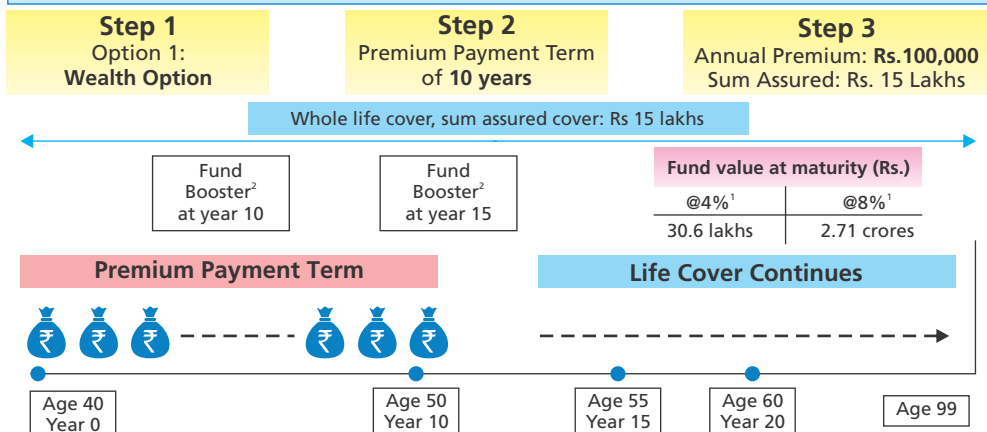 Step 1
Option 1:
Wealth Option
Step 2
Premium Payment Term
of 10 years
Step 3
Annual Premium: Rs.100,000
Sum Assured: Rs. 15 Lakhs
Whole life cover, sum assured cover: Rs 15 lakhs
Fund
Booster²
at year 10
Fund
Booster²
at year 15
Fund value at maturity (Rs.)
@4%¹ @8%¹
30.6 lakhs 2.71 crores
Premium Payment Term
Life Cover Continues
₹ ₹ ₹ ₹ ₹ ₹
Age 40
Year 0
Age 50
Year 10
Age 55
Year 15
Age 60
Year 20
Age 99